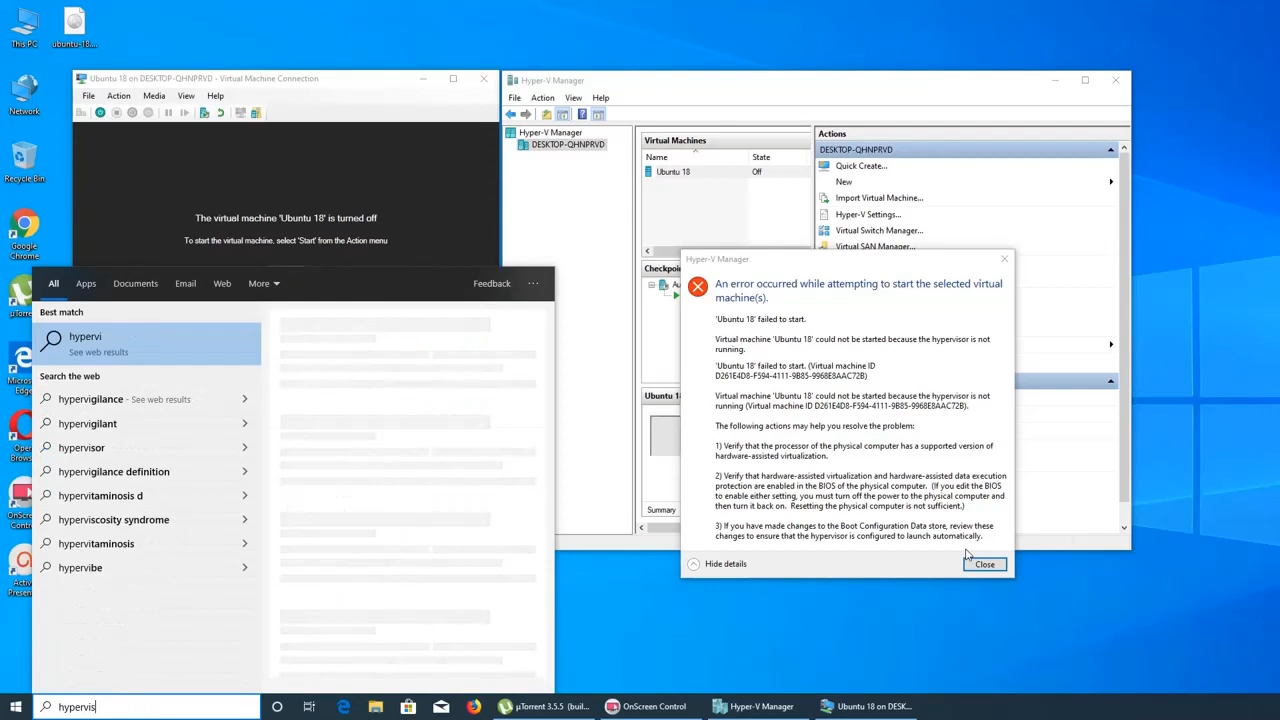 This PC
ubuntu-18....
Network
Recycle Bin
Google
Chrome
Ubuntu 18 on DESKTOP-QHNPRVD - Virtual Machine Connection
File Action Media View Help
The virtual machine 'Ubuntu 18' is turned off
To start the virtual machine, select 'Start' from the Action menu
Hyper-V Manager
File Action View Help
Hyper-V Manager
DESKTOP-QHNPRVD
Virtual Machines
Name State
Ubuntu 18 Off
Actions
DESKTOP-QHNPRVD
Quick Create...
New
Import Virtual Machine...
Hyper-V Settings...
Virtual Switch Manager...
Virtual SAN Manager...
Ubuntu 18
Summary
Hyper-V Manager
An error occurred while attempting to start the selected virtual
machine(s).
'Ubuntu 18' failed to start.
Virtual machine 'Ubuntu 18' could not be started because the hypervisor is not
running.
'Ubuntu 18' failed to start. (Virtual machine ID
D261E4D8-F594-4111-9B85-9968E8AAC72B)
Virtual machine 'Ubuntu 18' could not be started because the hypervisor is not
running (Virtual machine ID D261E4D8-F594-4111-9B85-9968E8AAC72B).
The following actions may help you resolve the problem:
1) Verify that the processor of the physical computer has a supported version of
hardware-assisted virtualization.
2) Verify that hardware-assisted virtualization and hardware-assisted data execution
protection are enabled in the BIOS of the physical computer. (If you edit the BIOS
to enable either setting, you must turn off the power to the physical computer and
then turn it back on. Resetting the physical computer is not sufficient.)
3) If you have made changes to the Boot Configuration Data store, review these
changes to ensure that the hypervisor is configured to launch automatically.
Hide details
Close
All Apps Documents Email Web More Feedback ...
Best match
hypervi
See web results
Search the web
hypervigilance - See web results
hypervigilant
hypervisor
hypervigilance definition
hypervitaminosis d
hyperviscosity syndrome
hypervitaminosis
hypervibe
hypervis
µTorrent 3.5.5 (buil...
OnScreen Control
Hyper-V Manager
Ubuntu 18 on DESK...